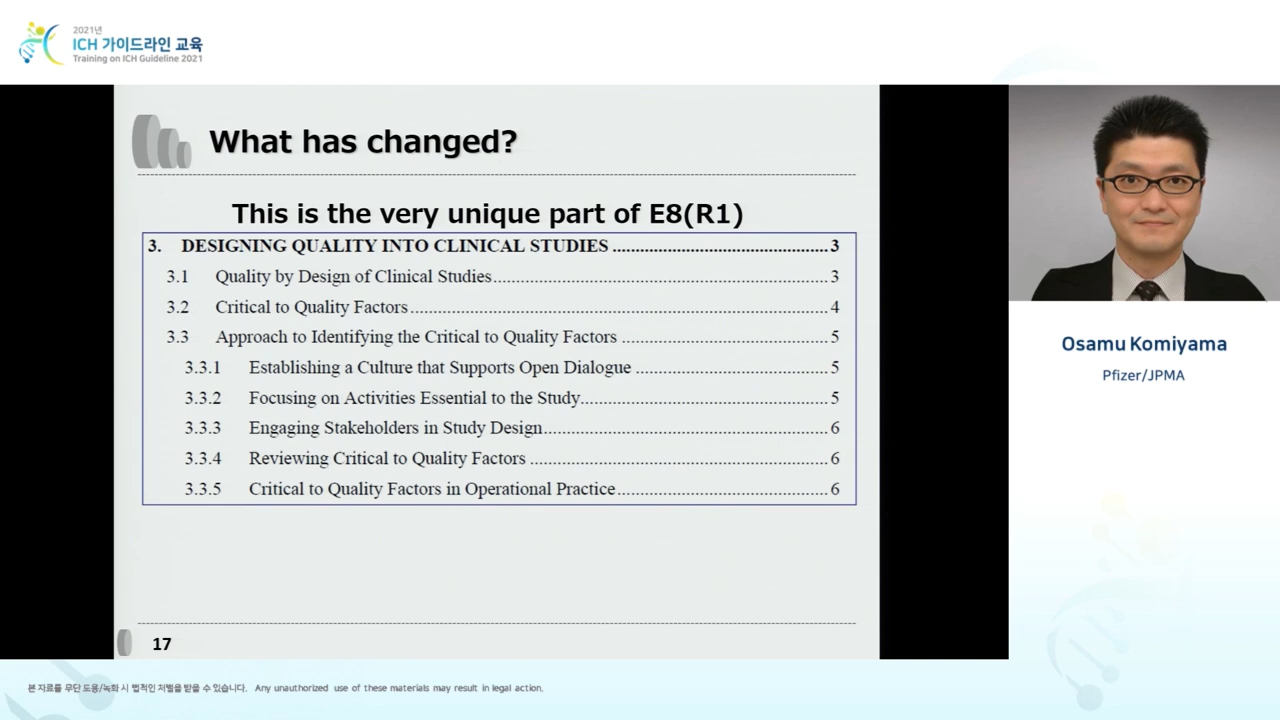 2021년
ICH 가이드라인 교육
Training on ICH Guideline 2021
What has changed?
This is the very unique part of E8(R1)
3. DESIGNING QUALITY INTO CLINICAL STUDIES ................................................ 3
3.1 Quality by Design of Clinical Studies ................................................ 3
3.2 Critical to Quality Factors ................................................ 4
3.3 Approach to Identifying the Critical to Quality Factors ................................................ 5
3.3.1 Establishing a Culture that Supports Open Dialogue ................................................ 5
3.3.2 Focusing on Activities Essential to the Study ................................................ 5
3.3.3 Engaging Stakeholders in Study Design ................................................ 6
3.3.4 Reviewing Critical to Quality Factors ................................................ 6
3.3.5 Critical to Quality Factors in Operational Practice ................................................ 6
17
Osamu Komiyama
Pfizer/JPMA
본 자료를 무단 도용/녹화 시 법적인 처벌을 받을 수 있습니다. Any unauthorized use of these materials may result in legal action.